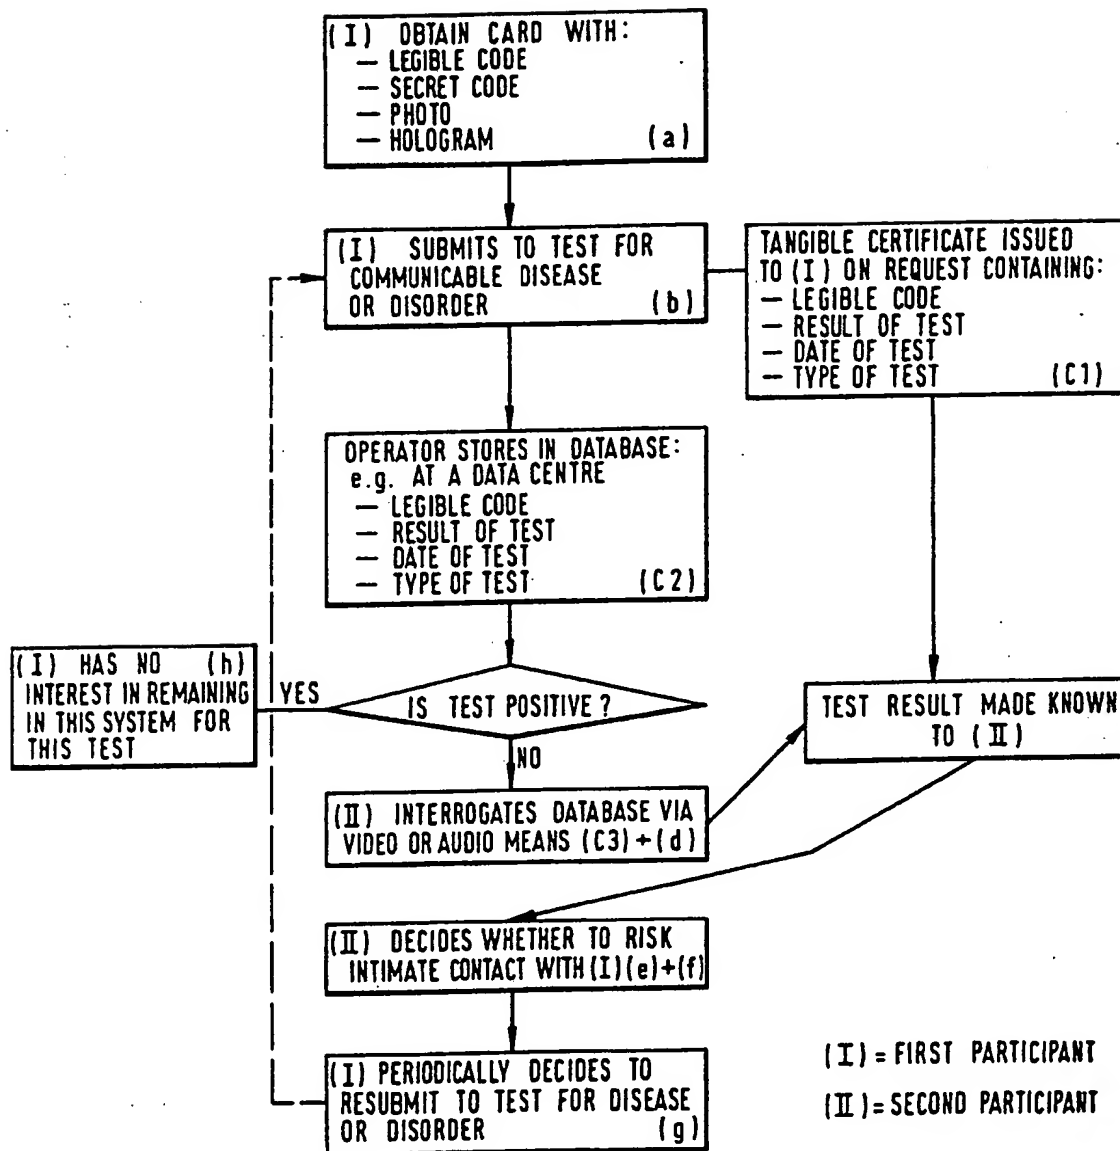 (I) OBTAIN CARD WITH:
— LEGIBLE CODE
— SECRET CODE
— PHOTO
— HOLOGRAM (a)
(I) SUBMITS TO TEST FOR
COMMUNICABLE DISEASE
OR DISORDER (b)
TANGIBLE CERTIFICATE ISSUED
TO (I) ON REQUEST CONTAINING:
— LEGIBLE CODE
— RESULT OF TEST
— DATE OF TEST
— TYPE OF TEST (C1)
OPERATOR STORES IN DATABASE:
e.g. AT A DATA CENTRE
— LEGIBLE CODE
— RESULT OF TEST
— DATE OF TEST
— TYPE OF TEST (C2)
(I) HAS NO (h)
INTEREST IN REMAINING
IN THIS SYSTEM FOR
THIS TEST
YES
IS TEST POSITIVE?
NO
TEST RESULT MADE KNOWN
TO (II)
(II) INTERROGATES DATABASE VIA
VIDEO OR AUDIO MEANS (C3)+(d)
(II) DECIDES WHETHER TO RISK
INTIMATE CONTACT WITH (I)(e)+(f)
(I) PERIODICALLY DECIDES TO
RESUBMIT TO TEST FOR DISEASE
OR DISORDER (g)
(I) = FIRST PARTICIPANT
(II) = SECOND PARTICIPANT